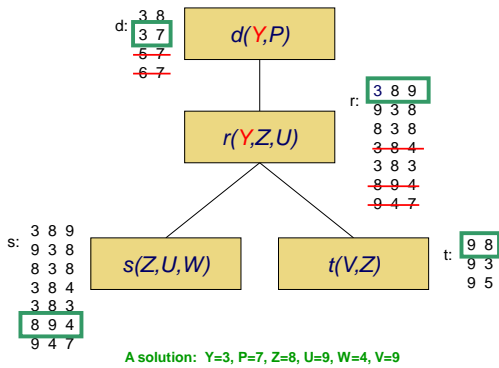 d:
3 8
3 7
5 7
6 7
d(Y,P)
r:
3 8 9
9 3 8
8 3 8
3 8 4
3 8 3
8 9 4
9 4 7
r(Y,Z,U)
s:
3 8 9
9 3 8
8 3 8
3 8 4
3 8 3
8 9 4
9 4 7
s(Z,U,W)
t(V,Z)
t:
9 8
9 3
9 5
A solution: Y=3, P=7, Z=8, U=9, W=4, V=9